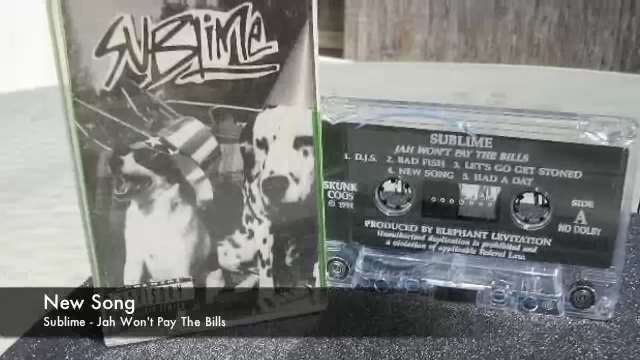 SUBLIME
SUBLIME
JAH WON'T PAY THE BILLS
1. D.J.S. 2. BAD FISH 3. LET'S GO GET STONED
4. NEW SONG 5. HAD A DAT
SKUNK
COO5
© 1991
SIDE
A
NO DOLBY
PRODUCED BY ELEPHANT LEVITATION
Unauthorized duplication is prohibited and
a violation of applicable Federal Law.
New Song
Sublime - Jah Won't Pay The Bills